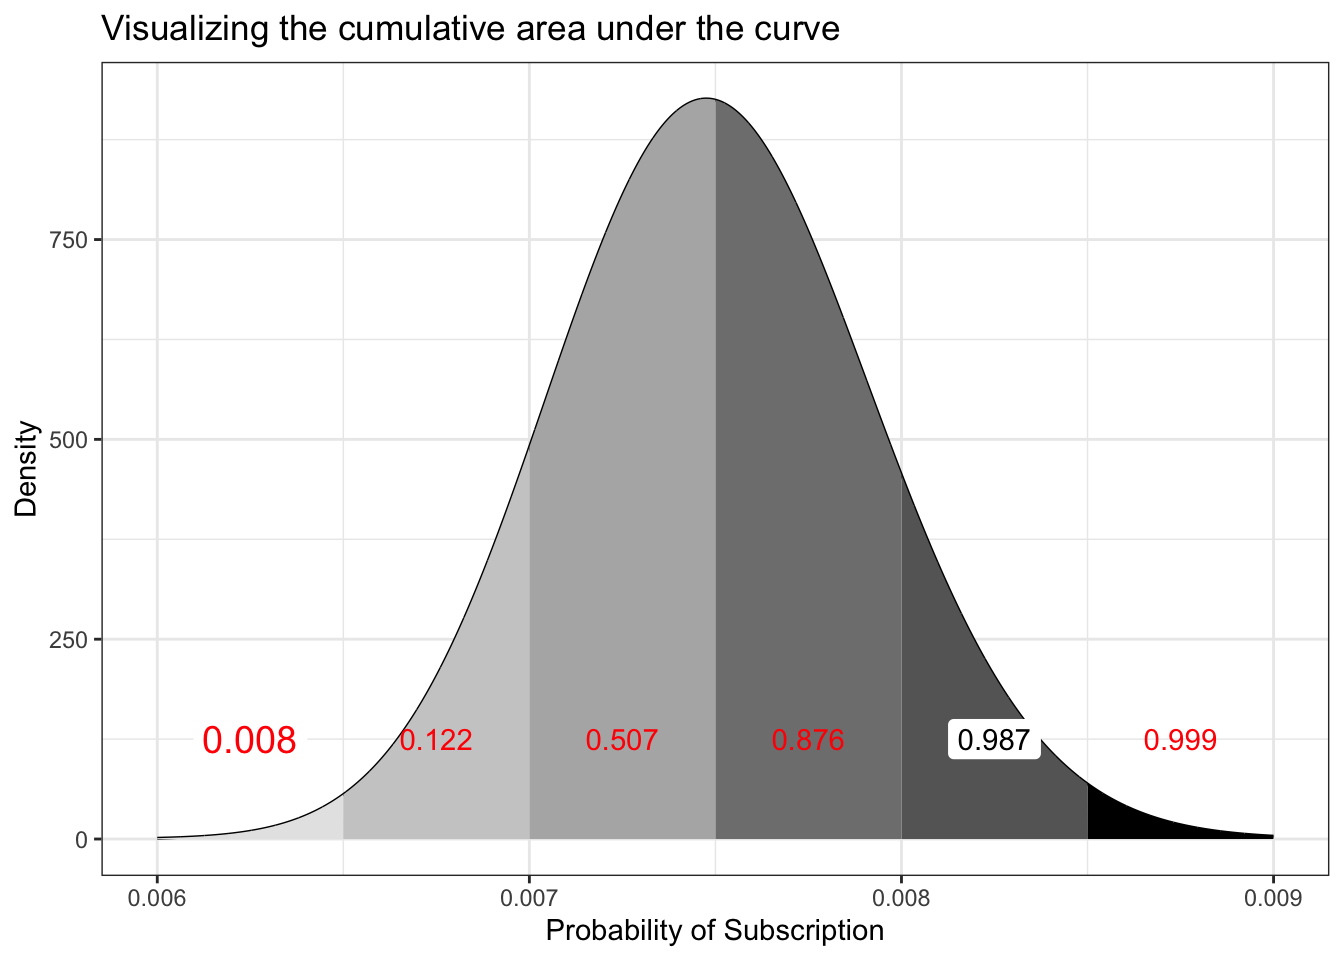 Visualizing the cumulative area under the curve
Density
750
500
250
0
0.008 0.122 0.507 0.876 0.987 0.999
0.006 0.007 0.008 0.009
Probability of Subscription